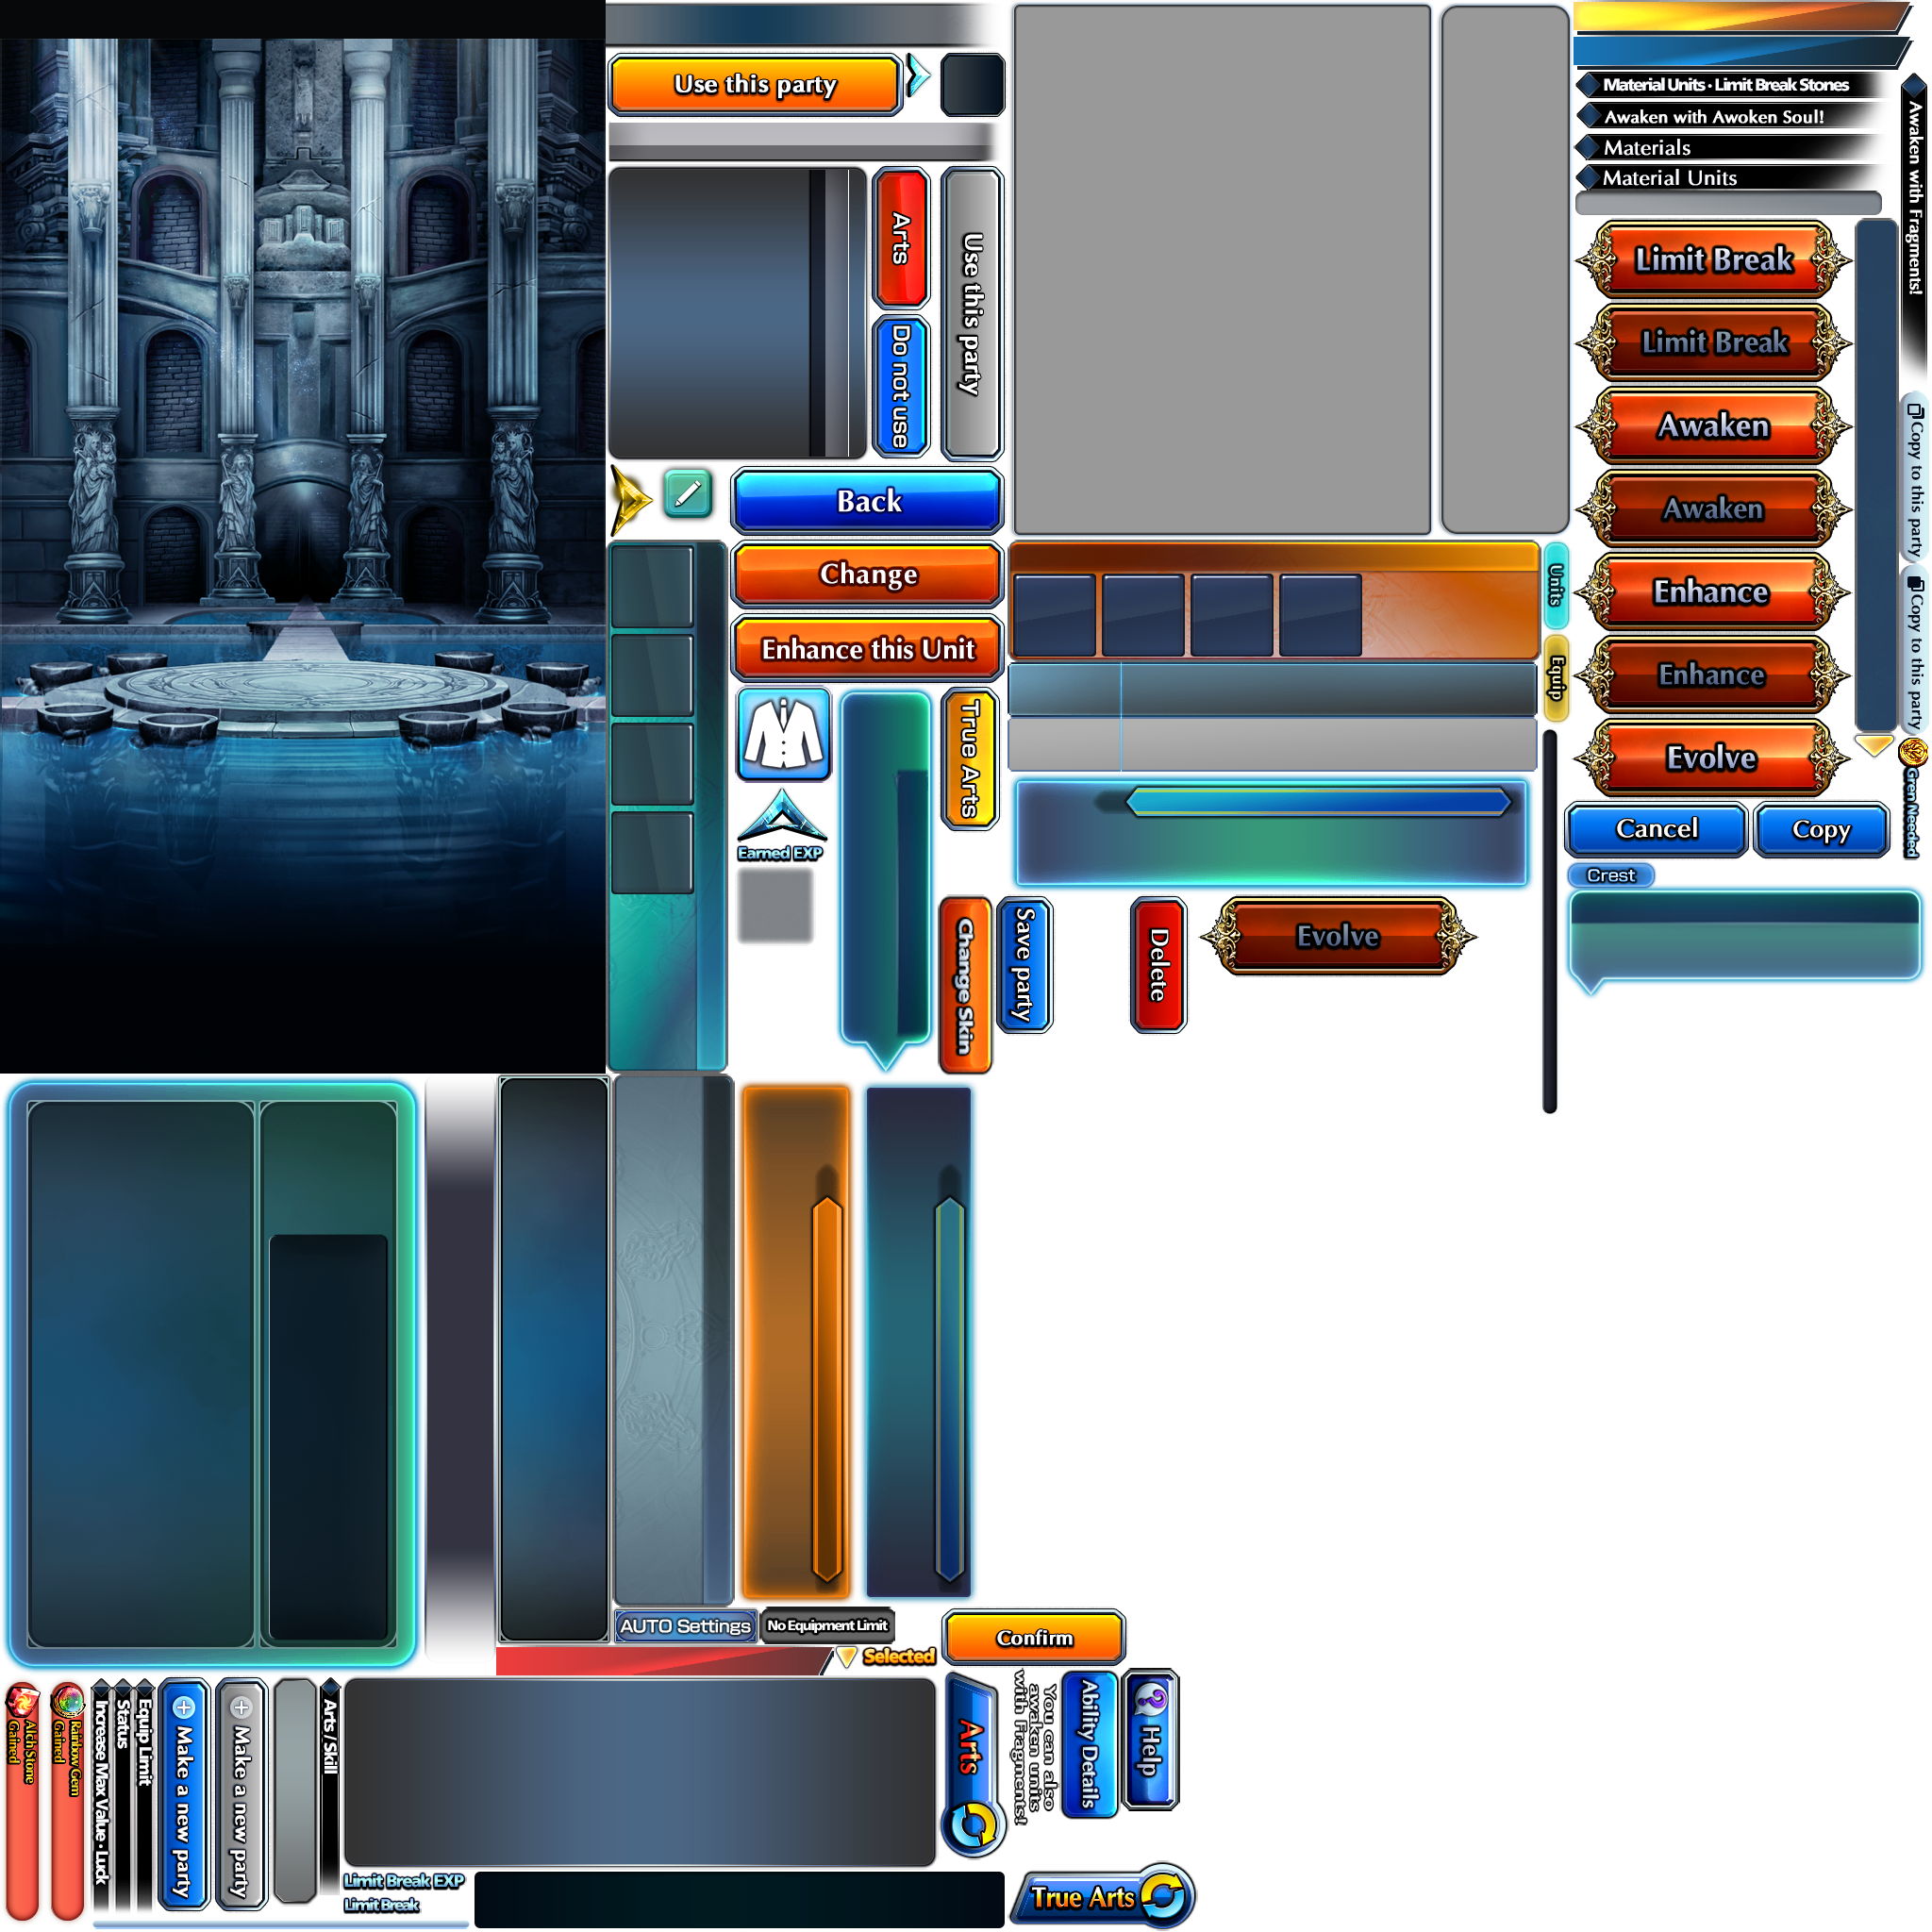 Use this party
Material Units · Limit Break Stones
Awaken with Awoken Soul!
Materials
Material Units
Awaken with Fragments!
Arts
Do not use
Use this party
Limit Break
Limit Break
Awaken
Awaken
Enhance
Enhance
Evolve
Copy to this party
Copy to this party
Back
Change
Enhance this Unit
Units
Equip
True Arts
Earned EXP
Gren Needed
Cancel
Copy
Crest
Change Skin
Save party
Delete
Evolve
AUTO Settings
No Equipment Limit
Confirm
Selected
Alch Stone
Gained
Rainbow Gem
Gained
Increase Max Value · Luck
Status
Equip Limit
Make a new party
Make a new party
Arts / Skill
Arts
You can also
awaken units
with Fragments!
Ability Details
Help
Limit Break EXP
Limit Break
True Arts